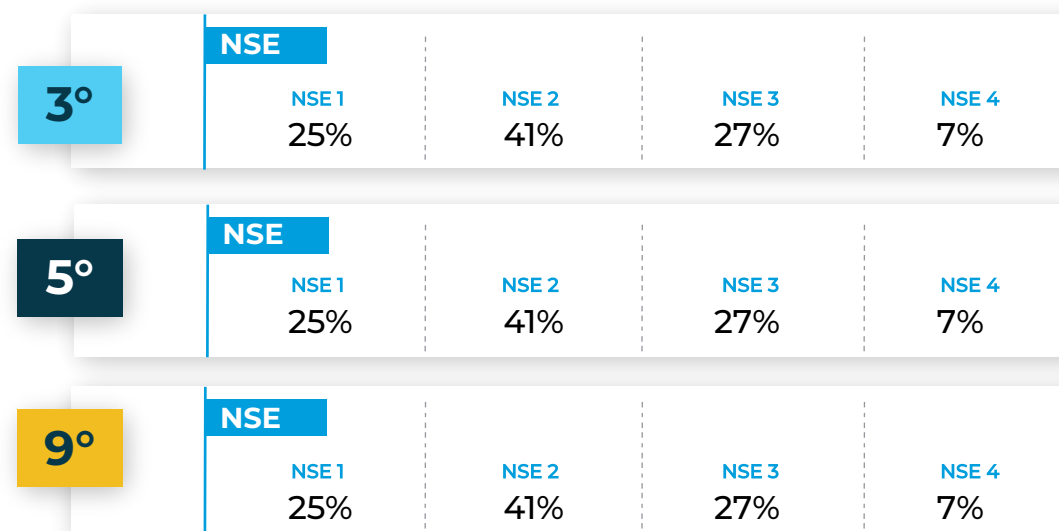 3°
NSE
NSE 1 NSE 2 NSE 3 NSE 4
25% 41% 27% 7%
5°
NSE
NSE 1 NSE 2 NSE 3 NSE 4
25% 41% 27% 7%
9°
NSE
NSE 1 NSE 2 NSE 3 NSE 4
25% 41% 27% 7%